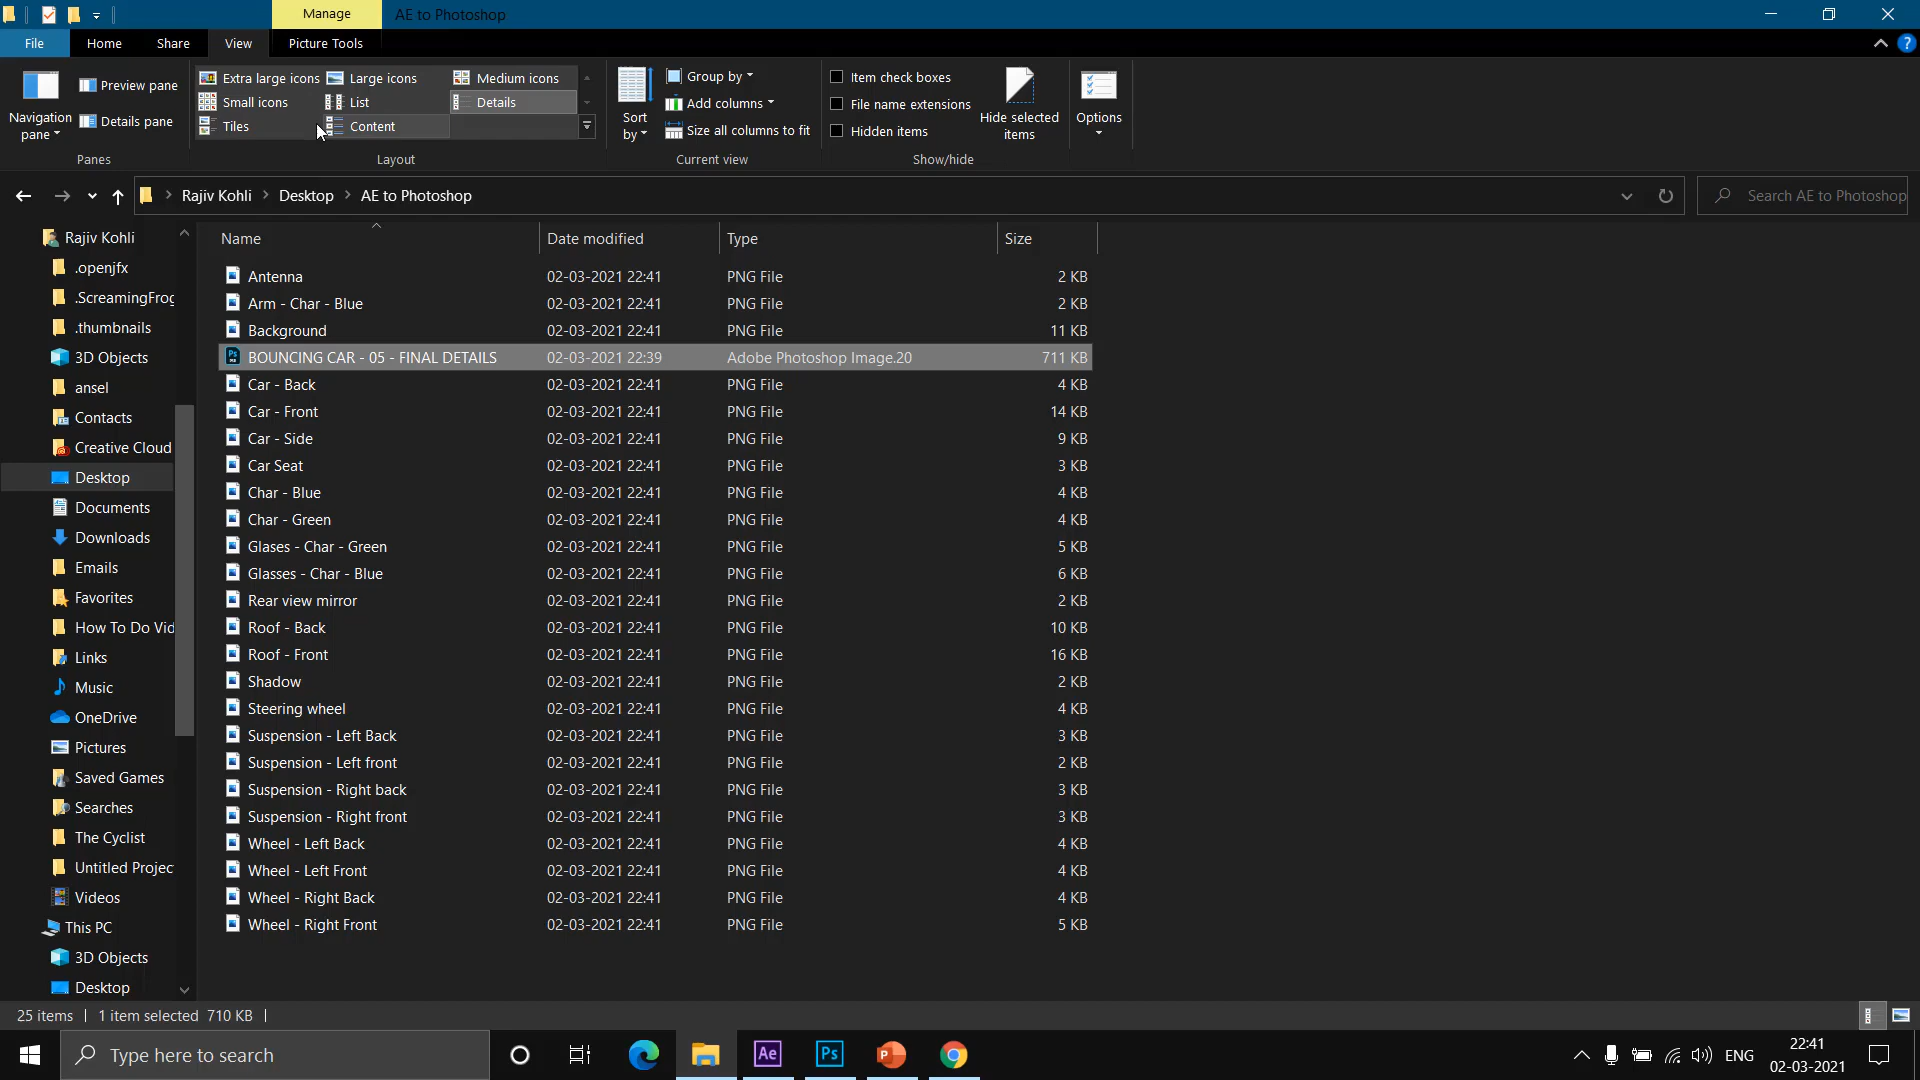 Manage AE to Photoshop
File Home Share View Picture Tools
Navigation pane Preview pane Details pane
Panes
Extra large icons Large icons Medium icons
Small icons List Details
Tiles Content
Layout
Sort by Group by Add columns Size all columns to fit
Current view
Item check boxes
File name extensions
Hidden items
Hide selected items
Show/hide
Options
Rajiv Kohli Desktop AE to Photoshop Search AE to Photoshop
Name Date modified Type Size
Antenna 02-03-2021 22:41 PNG File 2 KB
Arm - Char - Blue 02-03-2021 22:41 PNG File 2 KB
Background 02-03-2021 22:41 PNG File 11 KB
BOUNCING CAR - 05 - FINAL DETAILS 02-03-2021 22:39 Adobe Photoshop Image.20 711 KB
Car - Back 02-03-2021 22:41 PNG File 4 KB
Car - Front 02-03-2021 22:41 PNG File 14 KB
Car - Side 02-03-2021 22:41 PNG File 9 KB
Car Seat 02-03-2021 22:41 PNG File 3 KB
Char - Blue 02-03-2021 22:41 PNG File 4 KB
Char - Green 02-03-2021 22:41 PNG File 4 KB
Glases - Char - Green 02-03-2021 22:41 PNG File 5 KB
Glasses - Char - Blue 02-03-2021 22:41 PNG File 6 KB
Rear view mirror 02-03-2021 22:41 PNG File 2 KB
Roof - Back 02-03-2021 22:41 PNG File 10 KB
Roof - Front 02-03-2021 22:41 PNG File 16 KB
Shadow 02-03-2021 22:41 PNG File 2 KB
Steering wheel 02-03-2021 22:41 PNG File 4 KB
Suspension - Left Back 02-03-2021 22:41 PNG File 3 KB
Suspension - Left front 02-03-2021 22:41 PNG File 2 KB
Suspension - Right back 02-03-2021 22:41 PNG File 3 KB
Suspension - Right front 02-03-2021 22:41 PNG File 3 KB
Wheel - Left Back 02-03-2021 22:41 PNG File 4 KB
Wheel - Left Front 02-03-2021 22:41 PNG File 4 KB
Wheel - Right Back 02-03-2021 22:41 PNG File 4 KB
Wheel - Right Front 02-03-2021 22:41 PNG File 5 KB
Rajiv Kohli
.openjfx
.ScreamingFrog
.thumbnails
3D Objects
ansel
Contacts
Creative Cloud
Desktop
Documents
Downloads
Emails
Favorites
How To Do Vid
Links
Music
OneDrive
Pictures
Saved Games
Searches
The Cyclist
Untitled Projec
Videos
This PC
3D Objects
Desktop
25 items 1 item selected 710 KB
Type here to search
Ae Ps P
ENG
22:41
02-03-2021